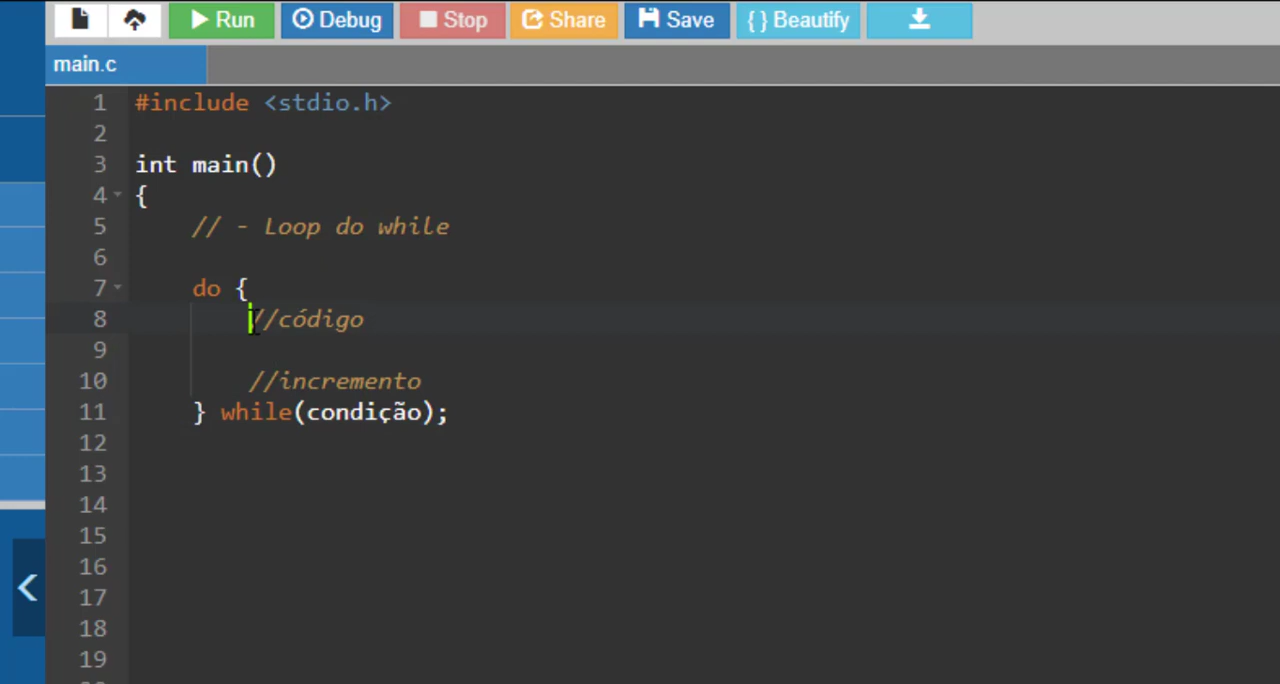 Run Debug Stop Share Save { } Beautify
main.c
1 #include <stdio.h>
2
3 int main()
4 {
5 // - Loop do while
6
7 do {
8 //código
9
10 //incremento
11 } while(condição);
12
13
14
15
16
17
18
19